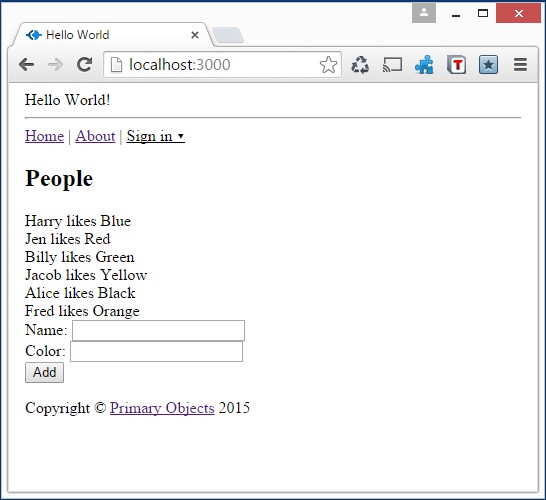 Hello World
localhost:3000
Hello World!
Home | About | Sign in ▾
People
Harry likes Blue
Jen likes Red
Billy likes Green
Jacob likes Yellow
Alice likes Black
Fred likes Orange
Name:
Color:
Add
Copyright © Primary Objects 2015